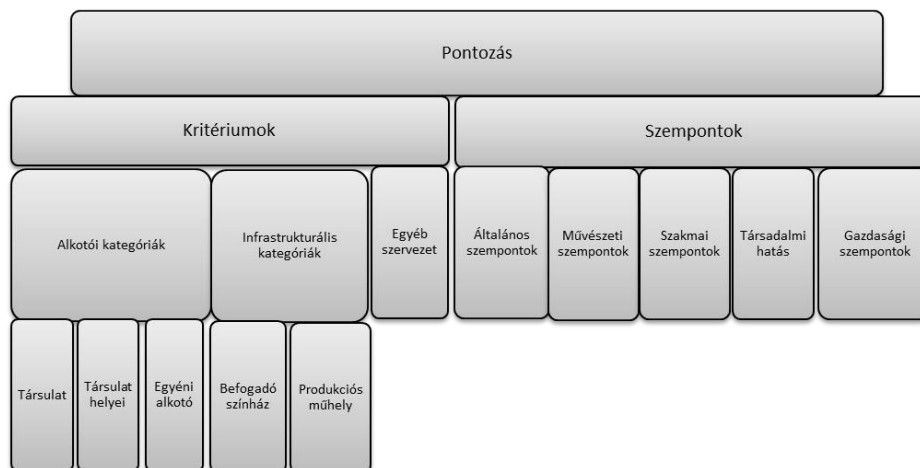 Pontozás
Kritériumok
Szempontok
Alkotói kategóriák
Infrastrukturális
kategóriák
Egyéb
szervezet
Általános
szempontok
Művészeti
szempontok
Szakmai
szempontok
Társadalmi
hatás
Gazdasági
szempontok
Társulat
Társulat
helyei
Egyéni
alkotó
Befogadó
színház
Produkciós
műhely